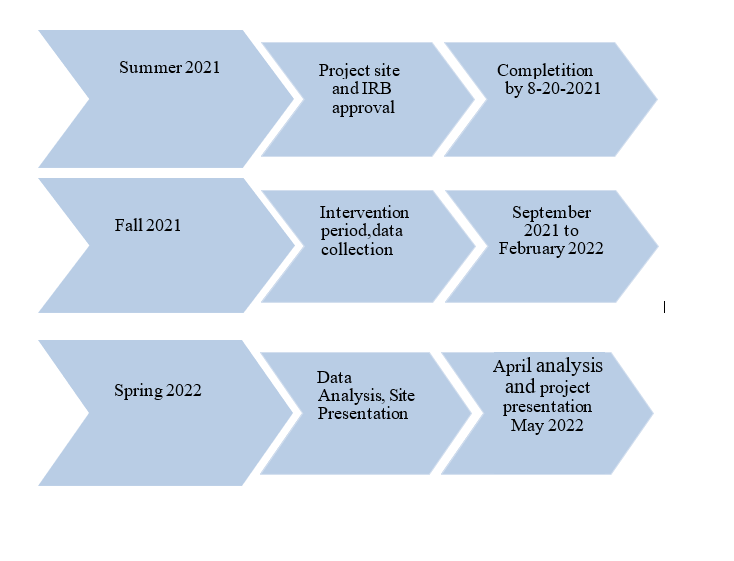 Summer 2021
Project site
and IRB
approval
Completition
by 8-20-2021
Fall 2021
Intervention
period,data
collection
September
2021 to
February 2022
Spring 2022
Data
Analysis, Site
Presentation
April analysis
and project
presentation
May 2022